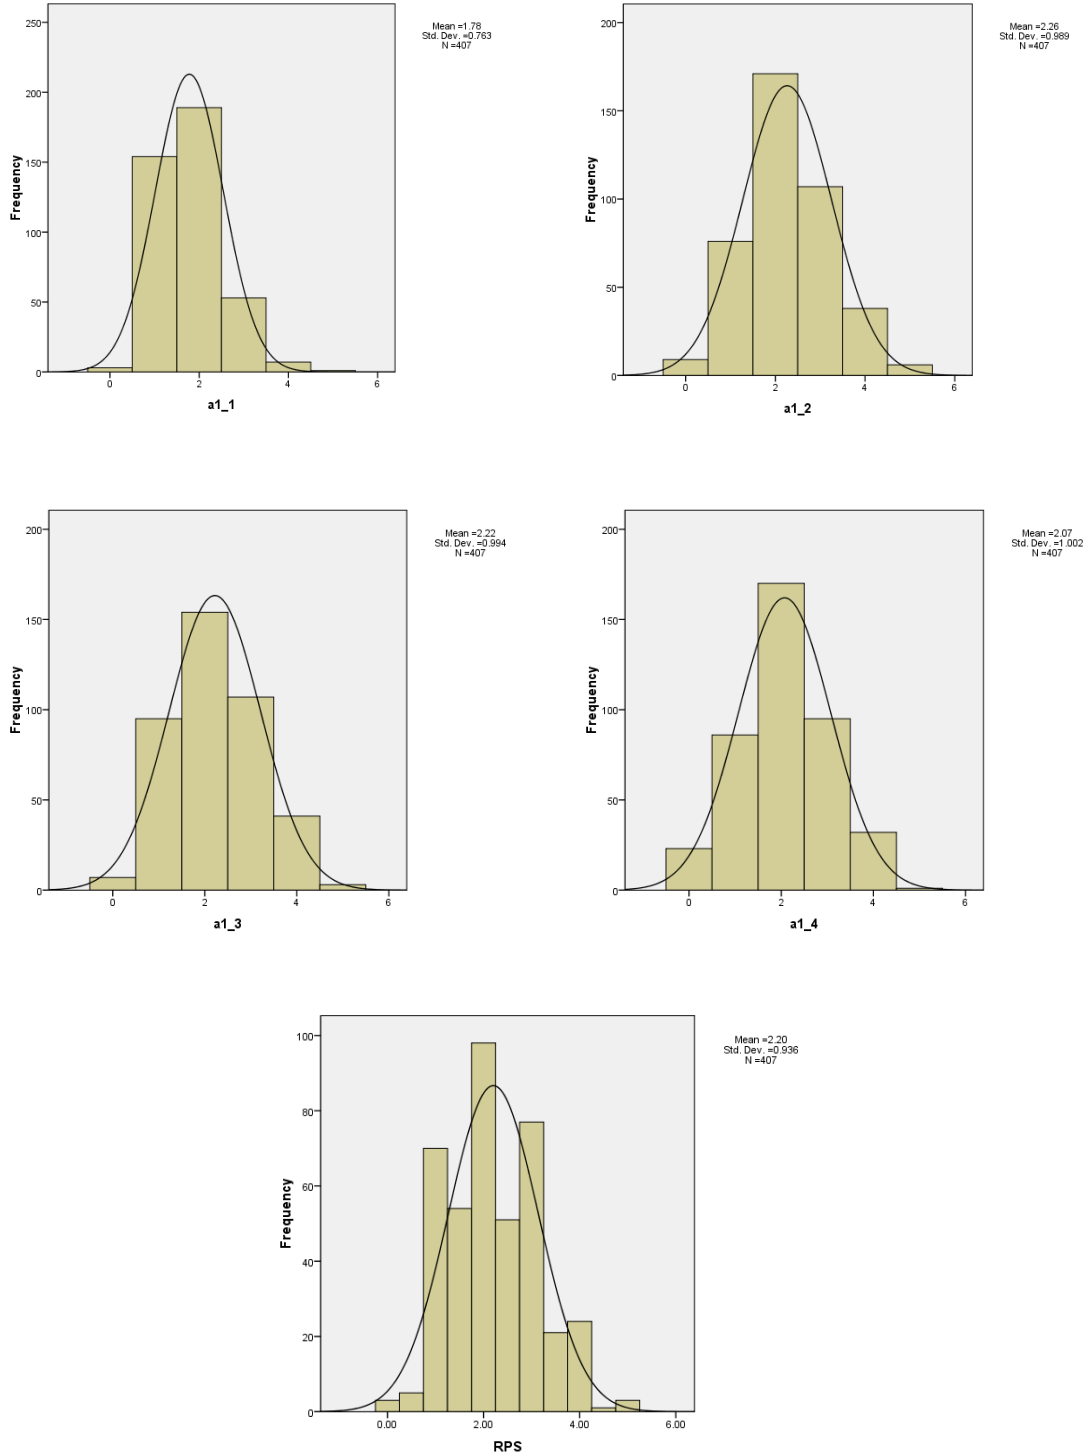 250
200
150
100
50
0
Frequency
0 2 4 6
a1_1
Mean =1.78
Std. Dev. =0.763
N =407
200
150
100
50
0
Frequency
0 2 4 6
a1_2
Mean =2.26
Std. Dev. =0.989
N =407
200
150
100
50
0
Frequency
0 2 4 6
a1_3
Mean =2.22
Std. Dev. =0.994
N =407
200
150
100
50
0
Frequency
0 2 4 6
a1_4
Mean =2.07
Std. Dev. =1.002
N =407
100
80
60
40
20
0
Frequency
0.00 2.00 4.00 6.00
RPS
Mean =2.20
Std. Dev. =0.936
N =407